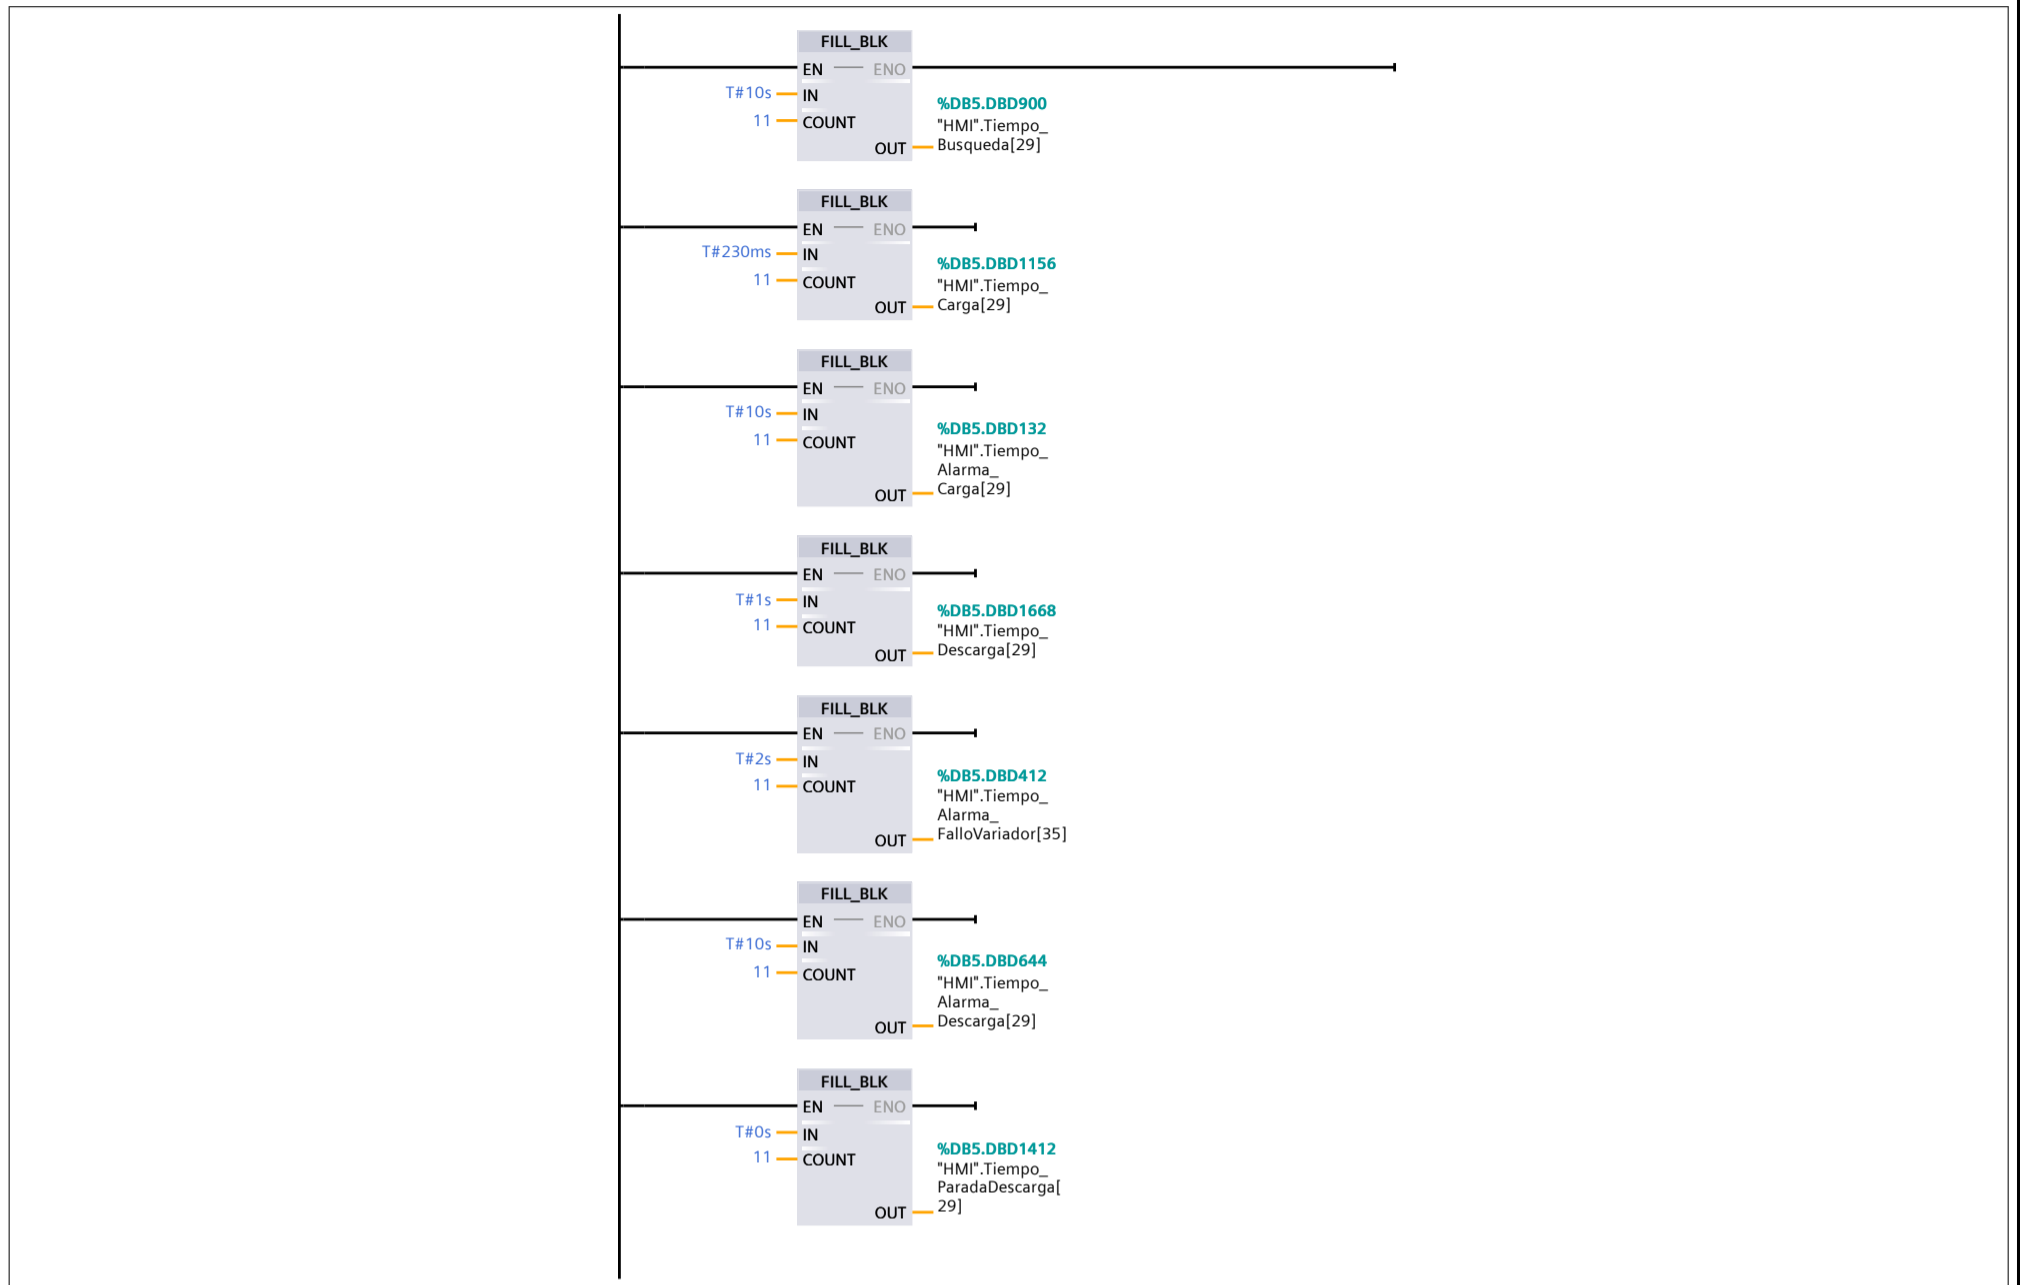 FILL_BLK
EN ENO
T#10s IN
%DB5.DBD900
11 COUNT
"HMI".Tiempo_
OUT Busqueda[29]
FILL_BLK
EN ENO
T#230ms IN
%DB5.DBD1156
11 COUNT
"HMI".Tiempo_
OUT Carga[29]
FILL_BLK
EN ENO
T#10s IN
%DB5.DBD132
11 COUNT
"HMI".Tiempo_
Alarma_
OUT Carga[29]
FILL_BLK
EN ENO
T#1s IN
%DB5.DBD1668
11 COUNT
"HMI".Tiempo_
OUT Descarga[29]
FILL_BLK
EN ENO
T#2s IN
%DB5.DBD412
11 COUNT
"HMI".Tiempo_
Alarma_
OUT FalloVariador[35]
FILL_BLK
EN ENO
T#10s IN
%DB5.DBD644
11 COUNT
"HMI".Tiempo_
Alarma_
OUT Descarga[29]
FILL_BLK
EN ENO
T#0s IN
%DB5.DBD1412
11 COUNT
"HMI".Tiempo_
ParadaDescarga[
OUT 29]